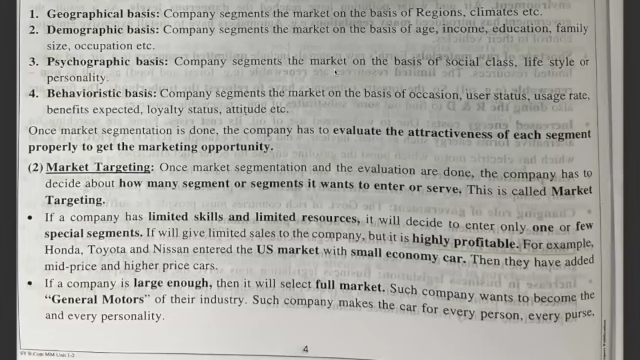 1. Geographical basis: Company segments the market on the basis of Regions, climates etc.
2. Demographic basis: Company segments the market on the basis of age, income, education, family
size, occupation etc.
3. Psychographic basis: Company segments the market on the basis of social class, life style or
personality.
4. Behavioristic basis: Company segments the market on the basis of occasion, user status, usage rate,
benefits expected, loyalty status, attitude etc.
Once market segmentation is done, the company has to evaluate the attractiveness of each segment
properly to get the marketing opportunity.
(2) Market Targeting: Once market segmentation and the evaluation are done, the company has to
decide about how many segment or segments it wants to enter or serve. This is called Market
Targeting.
• If a company has limited skills and limited resources, it will decide to enter only one or few
special segments. If will give limited sales to the company, but it is highly profitable. For example,
Honda, Toyota and Nissan entered the US market with small economy car. Then they have added
mid-price and higher price cars.
• If a company is large enough, then it will select full market. Such company wants to become the
“General Motors” of their industry. Such company makes the car for every person, every purse,
and every personality.
4